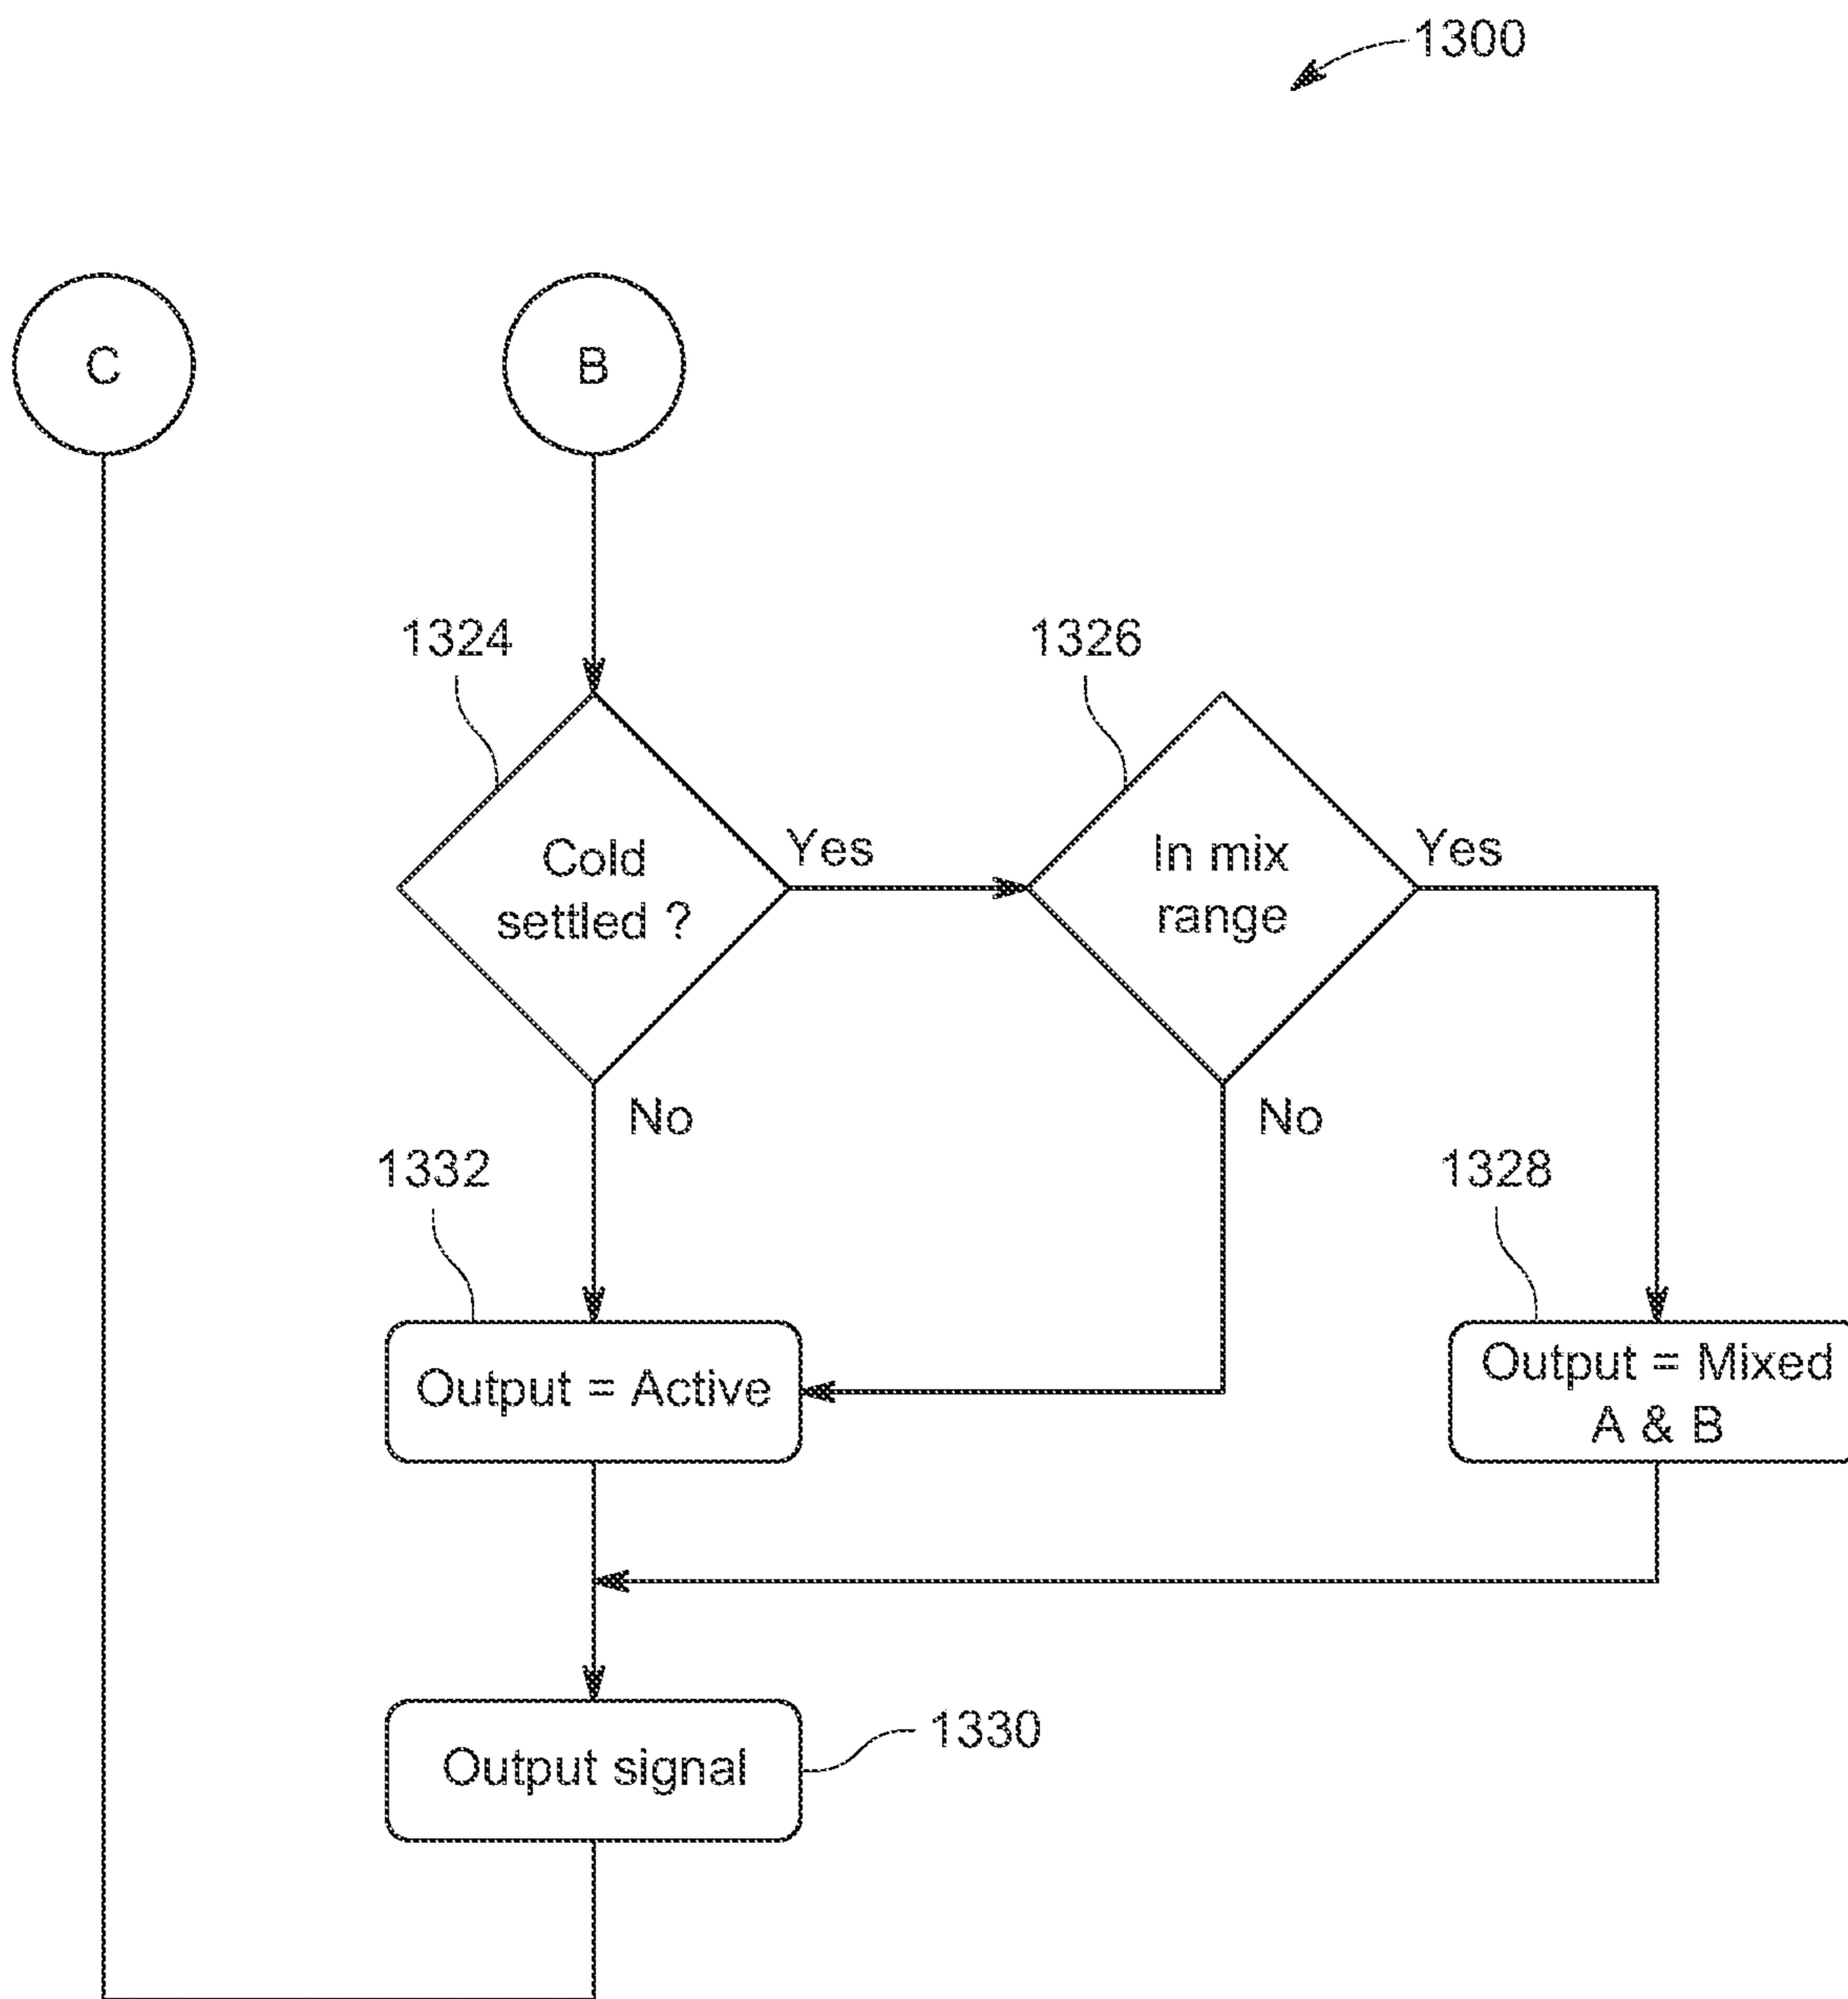 1300
C
B
1324
1326
Cold
settled ?
Yes
In mix
range
Yes
No
No
1332
1328
Output = Active
Output = Mixed
A & B
Output signal
1330